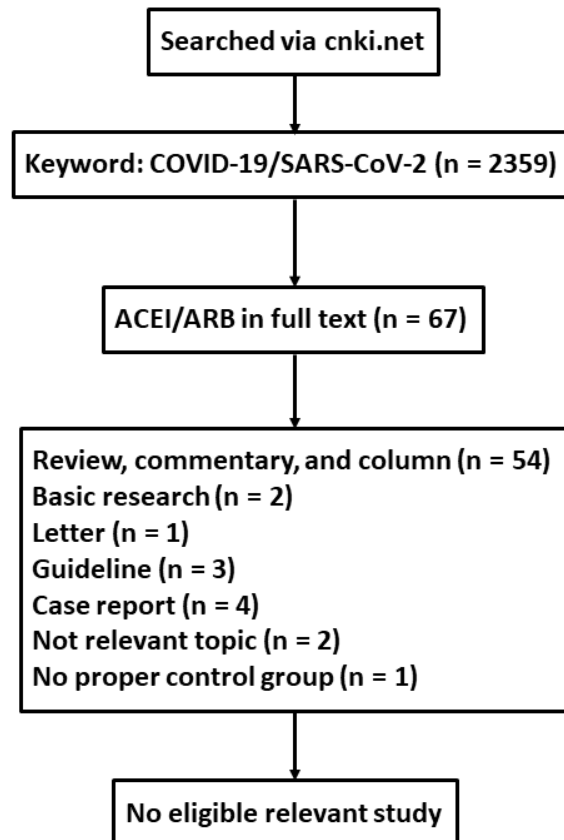 Searched via cnki.net
Keyword: COVID-19/SARS-CoV-2 (n = 2359)
ACEI/ARB in full text (n = 67)
Review, commentary, and column (n = 54)
Basic research (n = 2)
Letter (n = 1)
Guideline (n = 3)
Case report (n = 4)
Not relevant topic (n = 2)
No proper control group (n = 1)
No eligible relevant study